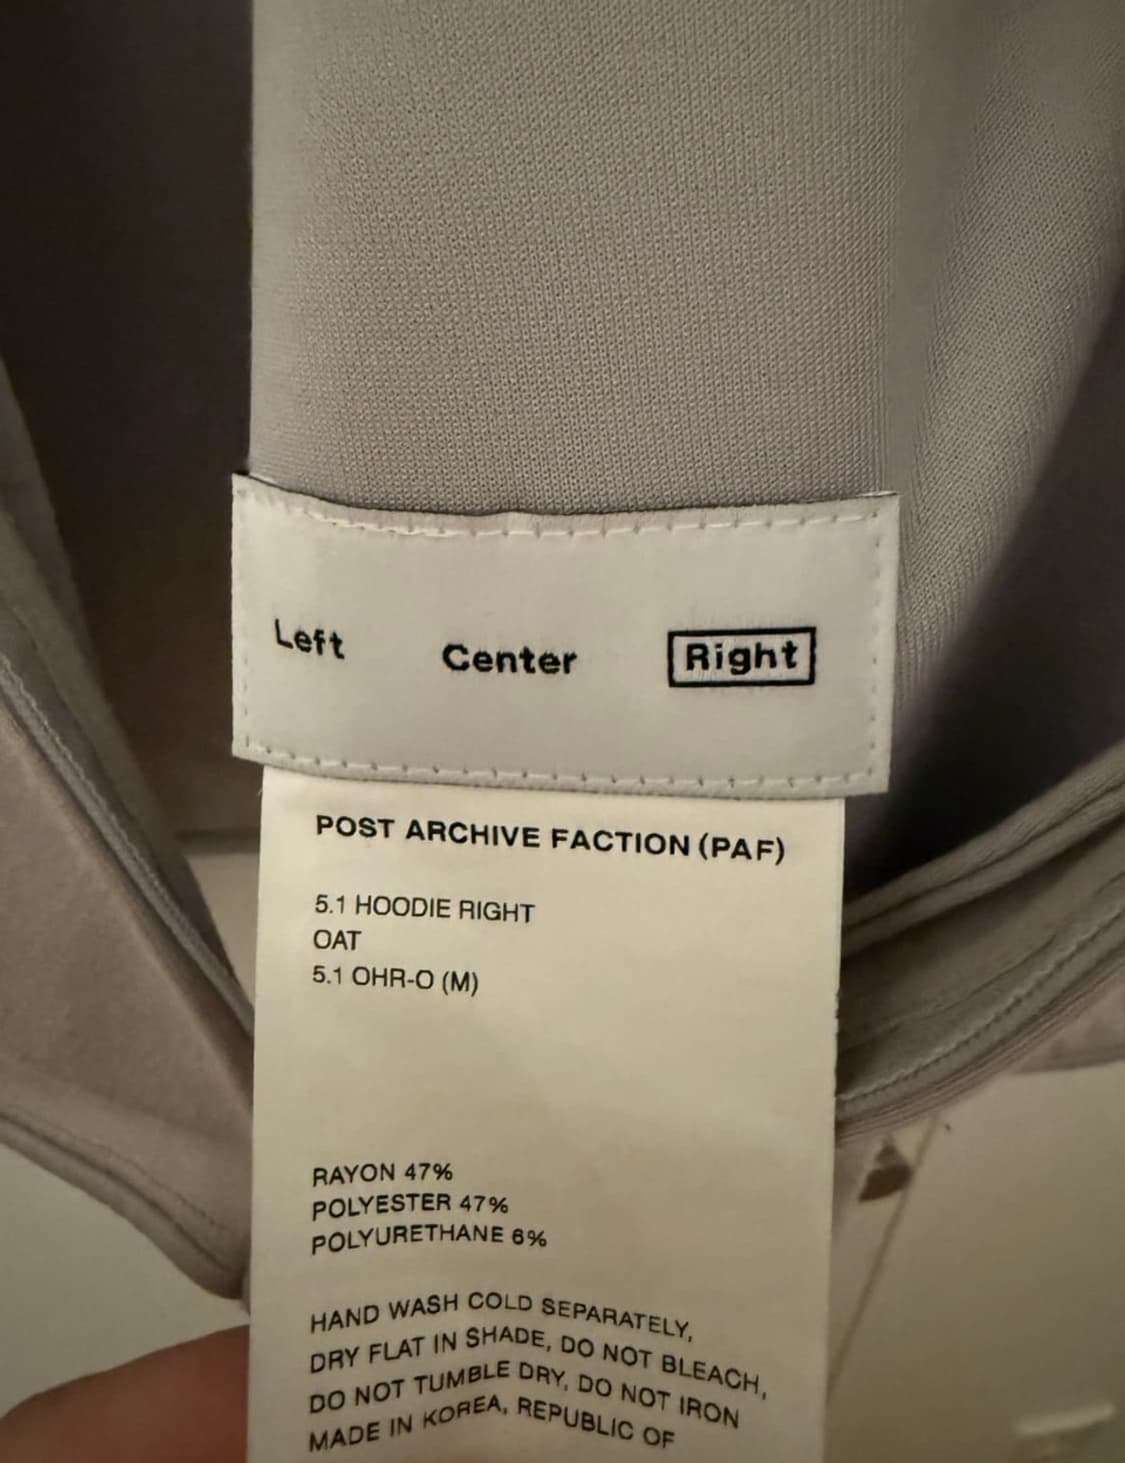 Left Center Right
POST ARCHIVE FACTION (PAF)
5.1 HOODIE RIGHT
OAT
5.1 OHR-O (M)
RAYON 47%
POLYESTER 47%
POLYURETHANE 6%
HAND WASH COLD SEPARATELY,
DRY FLAT IN SHADE, DO NOT BLEACH,
DO NOT TUMBLE DRY, DO NOT IRON
MADE IN KOREA, REPUBLIC OF